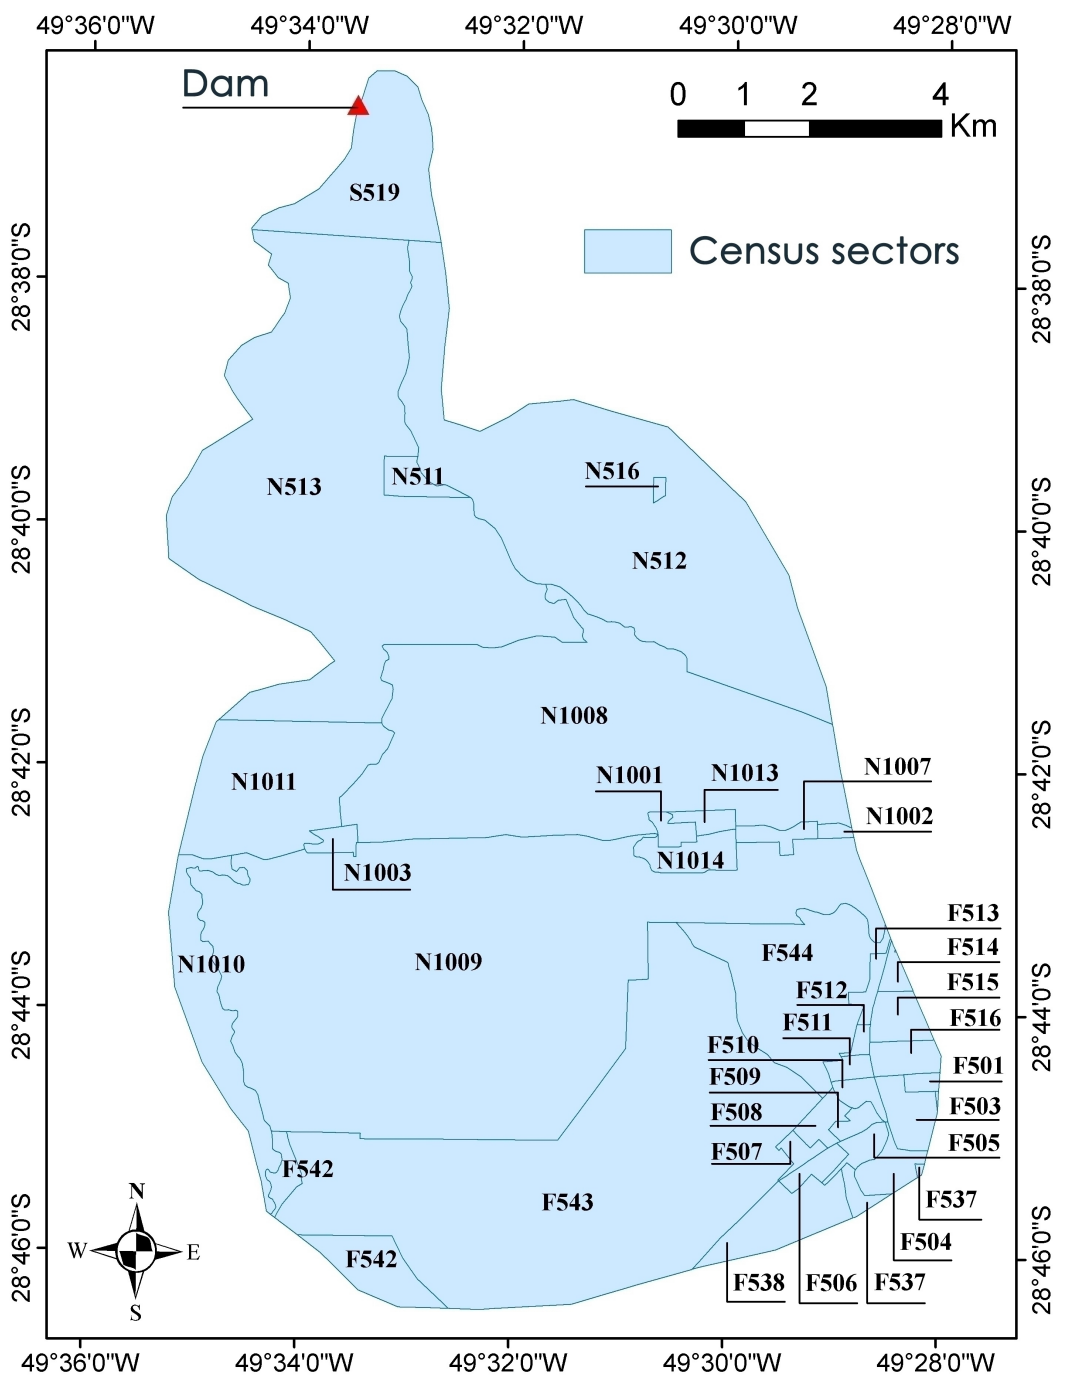 49°36'0"W 49°34'0"W 49°32'0"W 49°30'0"W 49°28'0"W
Dam
0 1 2 4
Km
S519
Census sectors
28°38'0"S
28°38'0"S
N516
N511
N513
28°40'0"S
28°40'0"S
N512
N1008
28°42'0"S
28°42'0"S
N1011
N1001
N1013
N1007
N1002
N1014
N1003
F513
F544
F514
N1010
N1009
F515
F512
28°44'0"S
28°44'0"S
F516
F511
F510
F501
F509
F503
F508
F505
F507
F542
F537
F543
N
W E
S
F504
28°46'0"S
28°46'0"S
F542
F538
F506
F537
49°36'0"W 49°34'0"W 49°32'0"W 49°30'0"W 49°28'0"W